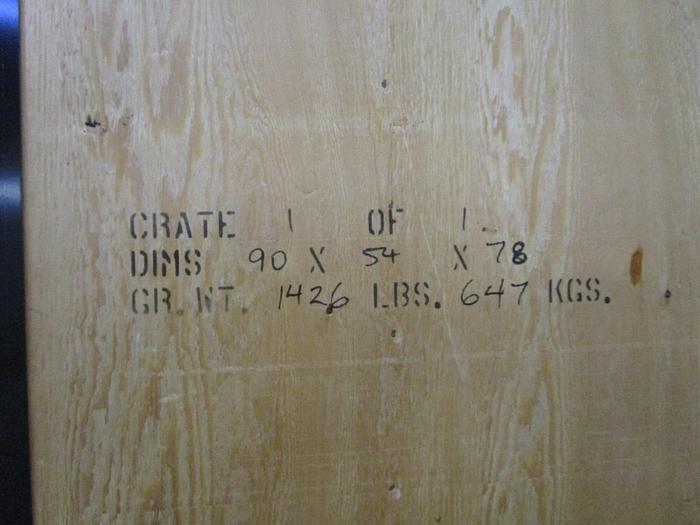 CRATE 1 OF 1.
DIMS 90 X 54 X 78
GR. WT. 1426 LBS. 647 KGS.